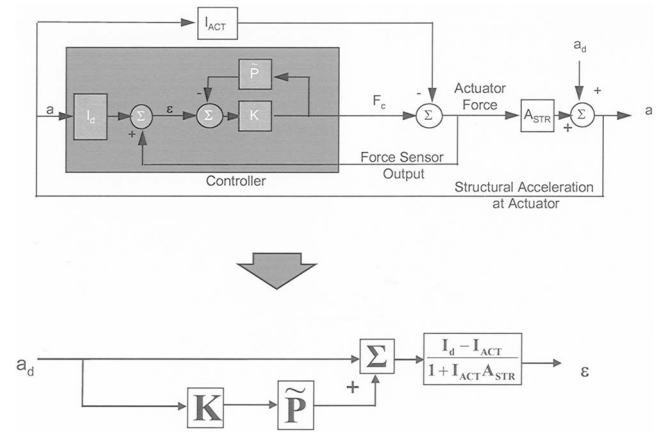 I_ACT
a_d
P̃
-
-
+
a
I_d
Σ
ε
Σ
K
F_c
Σ
Actuator
Force
A_STR
Σ
+
a
+
Force Sensor
Output
Controller
Structural Acceleration
at Actuator
a_d
Σ
I_d – I_ACT
1 + I_ACT A_STR
ε
+
K
P̃